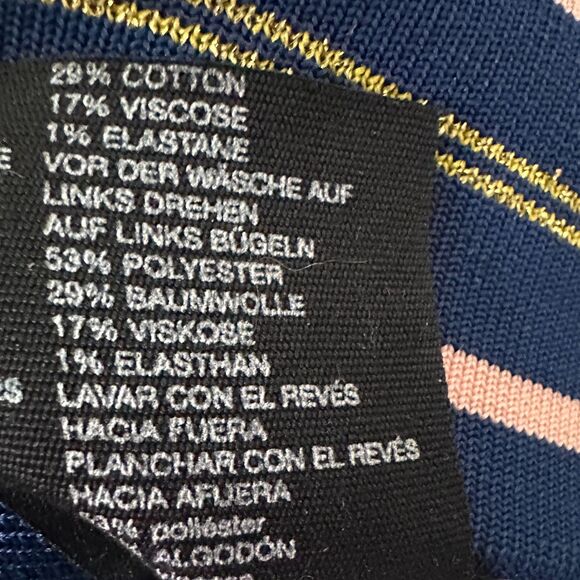 29% COTTON
17% VISCOSE
1% ELASTANE
VOR DER WÄSCHE AUF
LINKS DREHEN
AUF LINKS BÜGELN
53% POLYESTER
29% BAUMWOLLE
17% VISKOSE
1% ELASTHAN
LAVAR CON EL REVÉS
HACIA FUERA
PLANCHAR CON EL REVÉS
HACIA AFUERA
poliéster
ALGODÓN